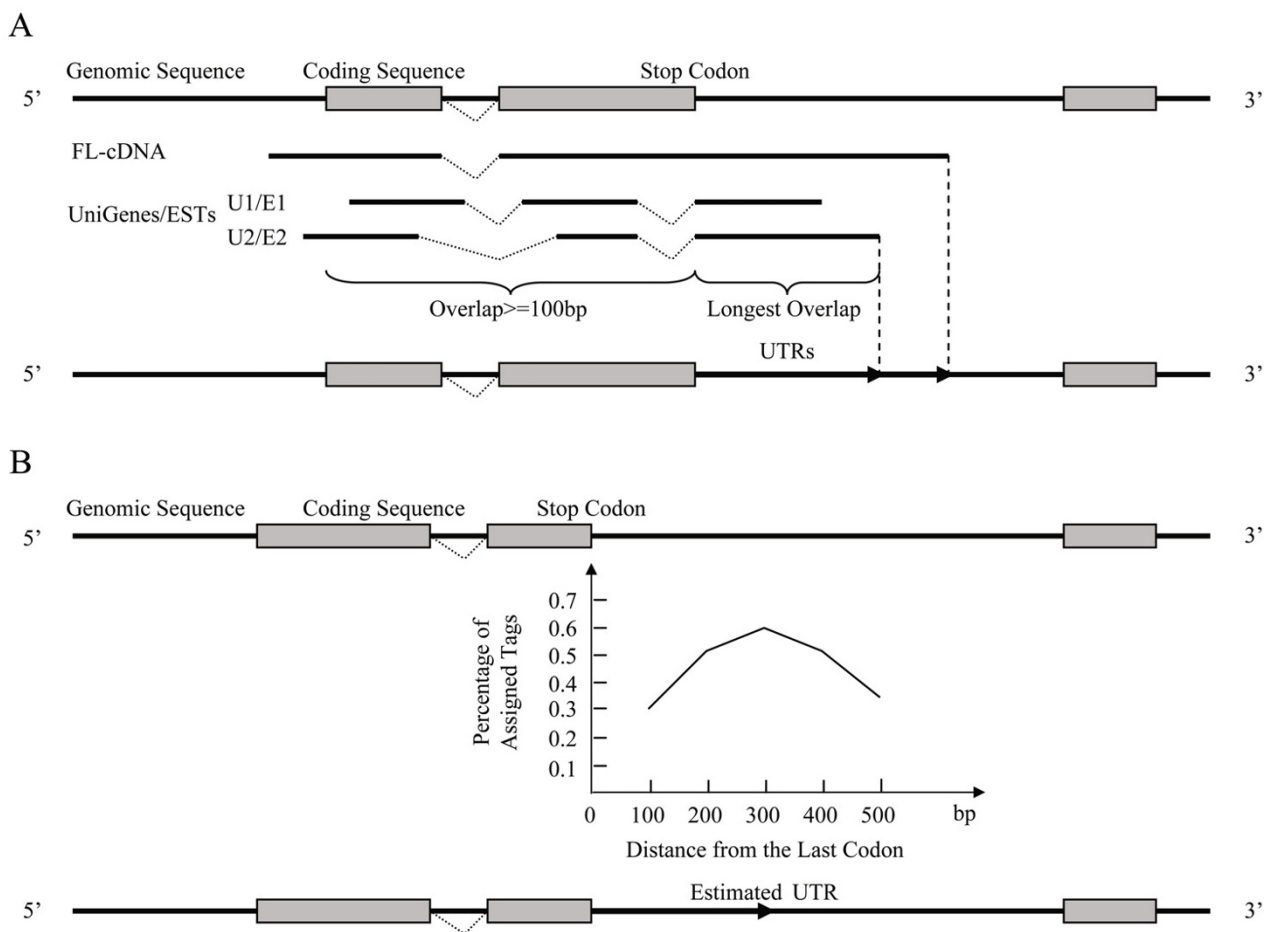 A
Genomic Sequence Coding Sequence Stop Codon
5’ 3’
FL-cDNA
UniGenes/ESTs
U1/E1
U2/E2
Overlap>=100bp Longest Overlap
UTRs
5’ 3’
B
Genomic Sequence Coding Sequence Stop Codon
5’ 3’
Percentage of
Assigned Tags
0.7
0.6
0.5
0.4
0.3
0.2
0.1
0 100 200 300 400 500 bp
Distance from the Last Codon
Estimated UTR
5’ 3’